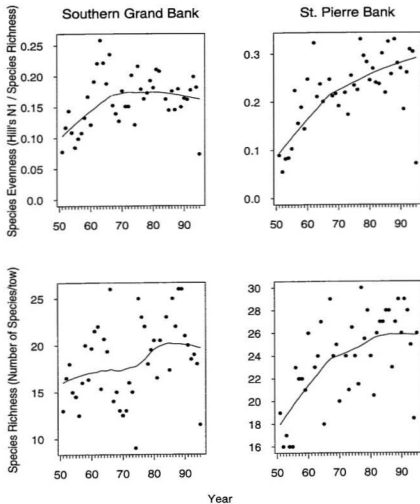 Southern Grand Bank
St. Pierre Bank
Species Evenness (Hill's N1 / Species Richness)
0.25
0.20
0.15
0.10
0.05
0.0
50 60 70 80 90
0.3
0.2
0.1
0.0
50 60 70 80 90
Species Richness (Number of Species/tow)
25
20
15
10
50 60 70 80 90
30
28
26
24
22
20
18
16
50 60 70 80 90
Year